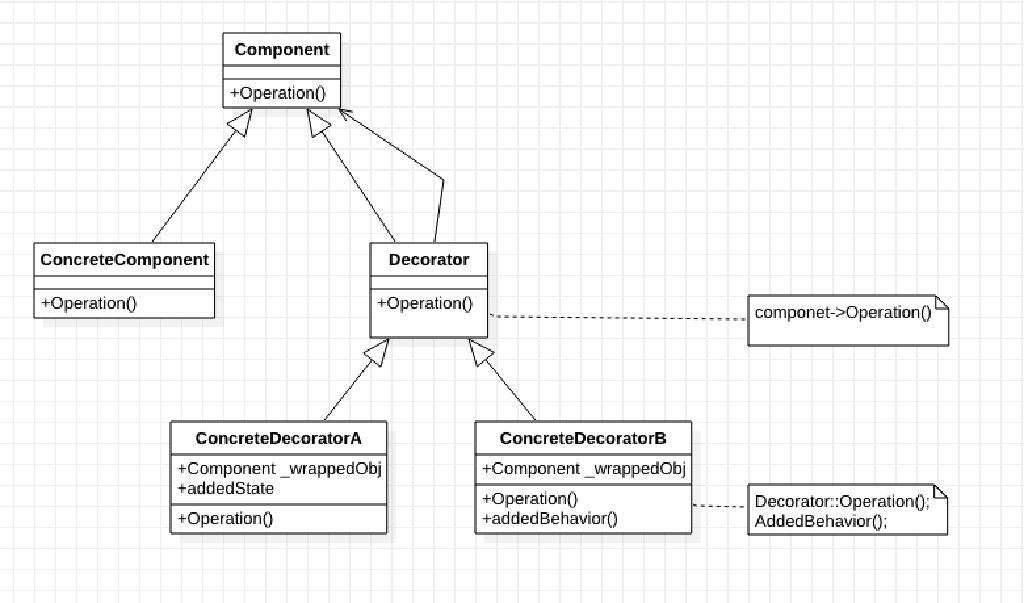 Component
+Operation()
ConcreteComponent
+Operation()
Decorator
+Operation()
componet->Operation()
ConcreteDecoratorA
+Component _wrappedObj
+addedState
+Operation()
ConcreteDecoratorB
+Component _wrappedObj
+Operation()
+addedBehavior()
Decorator::Operation();
AddedBehavior();